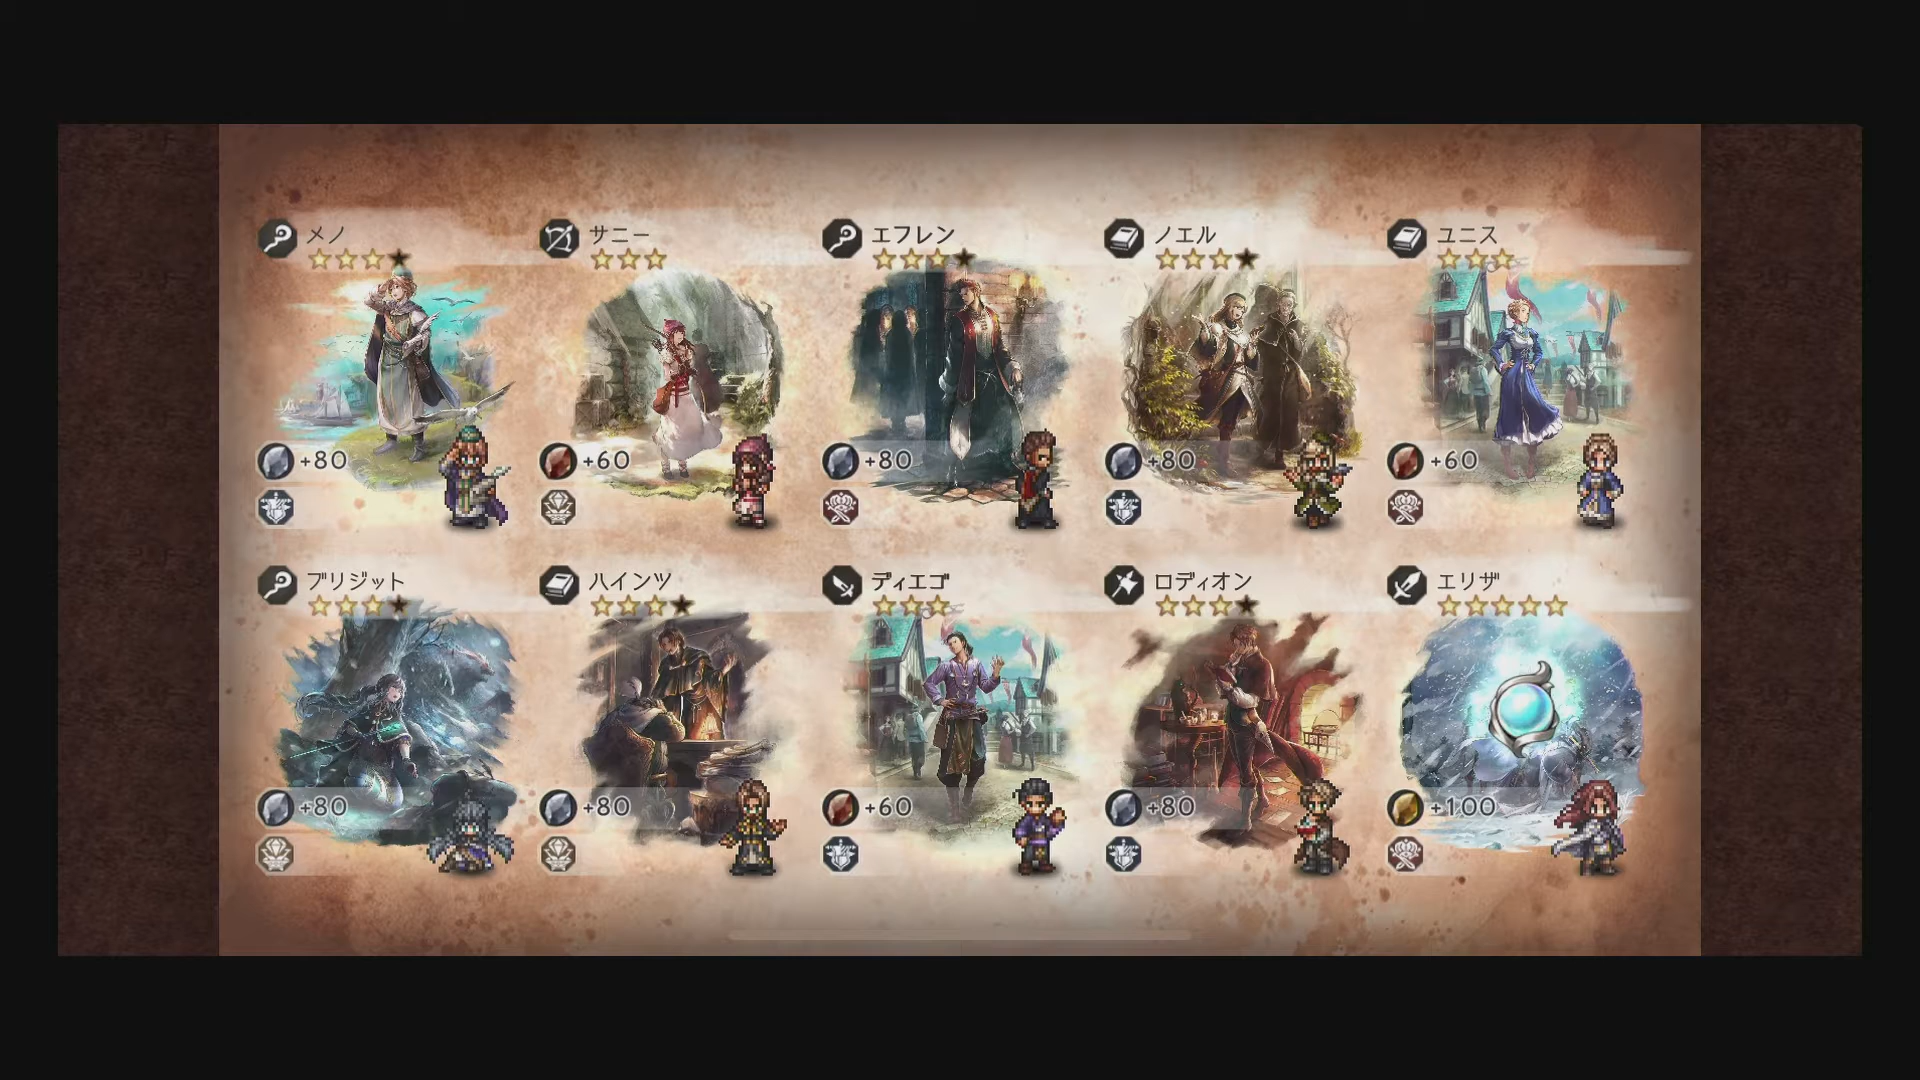 メノ
サニー
エフレン
ノエル
ユニス
+80
+60
+80
+80
+60
ブリジット
ハインツ
ディエゴ
ロディオン
エリザ
+80
+80
+60
+80
+100